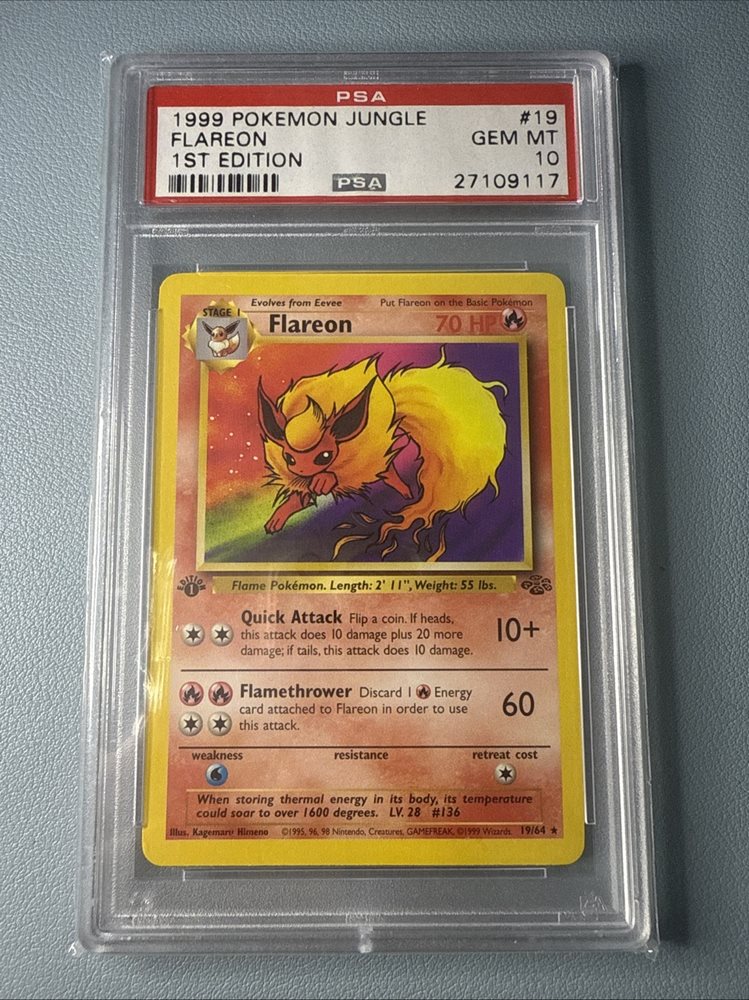 PSA
1999 POKEMON JUNGLE #19
FLAREON GEM MT
1ST EDITION 10
PSA 27109117
Evolves from Eevee Put Flareon on the Basic Pokémon
STAGE 1
Flareon 70 HP
EDITION
1
Flame Pokémon. Length: 2' 11", Weight: 55 lbs.
Quick Attack Flip a coin. If heads,
this attack does 10 damage plus 20 more
damage; if tails, this attack does 10 damage.
10+
Flamethrower Discard 1 Energy
card attached to Flareon in order to use
this attack.
60
weakness resistance retreat cost
When storing thermal energy in its body, its temperature
could soar to over 1600 degrees. LV. 28 #136
Illus. Kagemaru Himeno ©1995, 96, 98 Nintendo, Creatures, GAMEFREAK. ©1999 Wizards. 19/64 ★